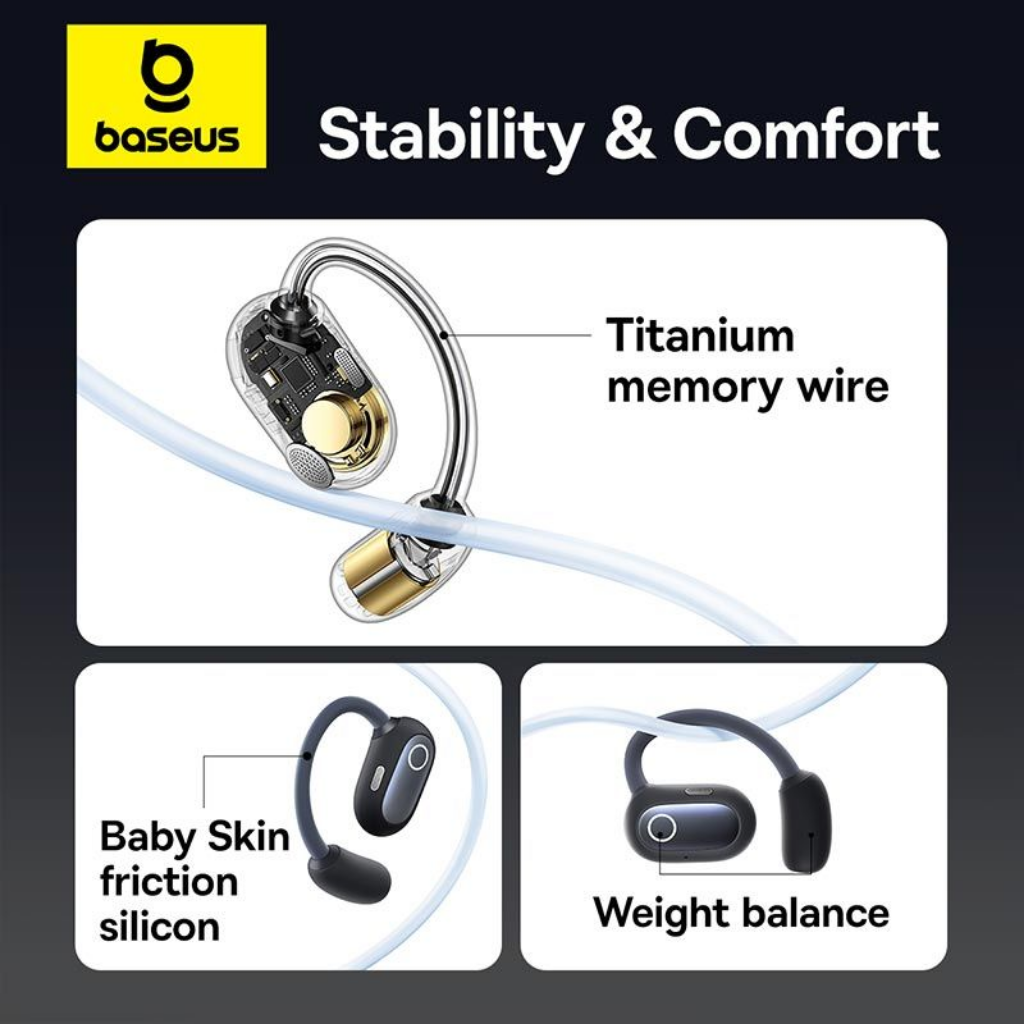 baseus
Stability & Comfort
Titanium
memory wire
Baby Skin
friction
silicon
Weight balance